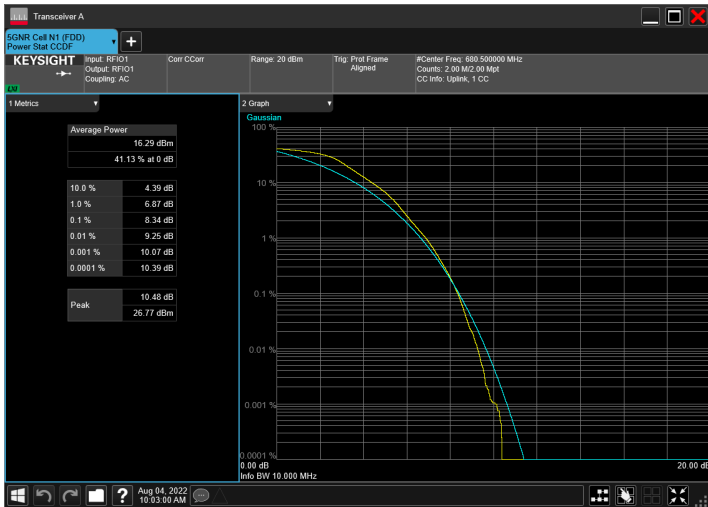 Transceiver A
5GNR Cell N1 (FDD)
Power Stat CCDF
KEYSIGHT
Input: RFIO1
Output: RFIO1
Coupling: AC
Corr CCorr
Range: 20 dBm
Trig: Prot Frame
Aligned
#Center Freq: 680.500000 MHz
Counts: 2.00 M/2.00 Mpt
CC Info: Uplink, 1 CC
1 Metrics
Average Power
16.29 dBm
41.13 % at 0 dB
10.0 % 4.39 dB
1.0 % 6.87 dB
0.1 % 8.34 dB
0.01 % 9.25 dB
0.001 % 10.07 dB
0.0001 % 10.39 dB
Peak
10.48 dB
26.77 dBm
2 Graph
Gaussian
100 %
10 %
1 %
0.1 %
0.01 %
0.001 %
0.0001 %
0.00 dB
20.00 dB
Info BW 10.000 MHz
Aug 04, 2022
10:03:00 AM